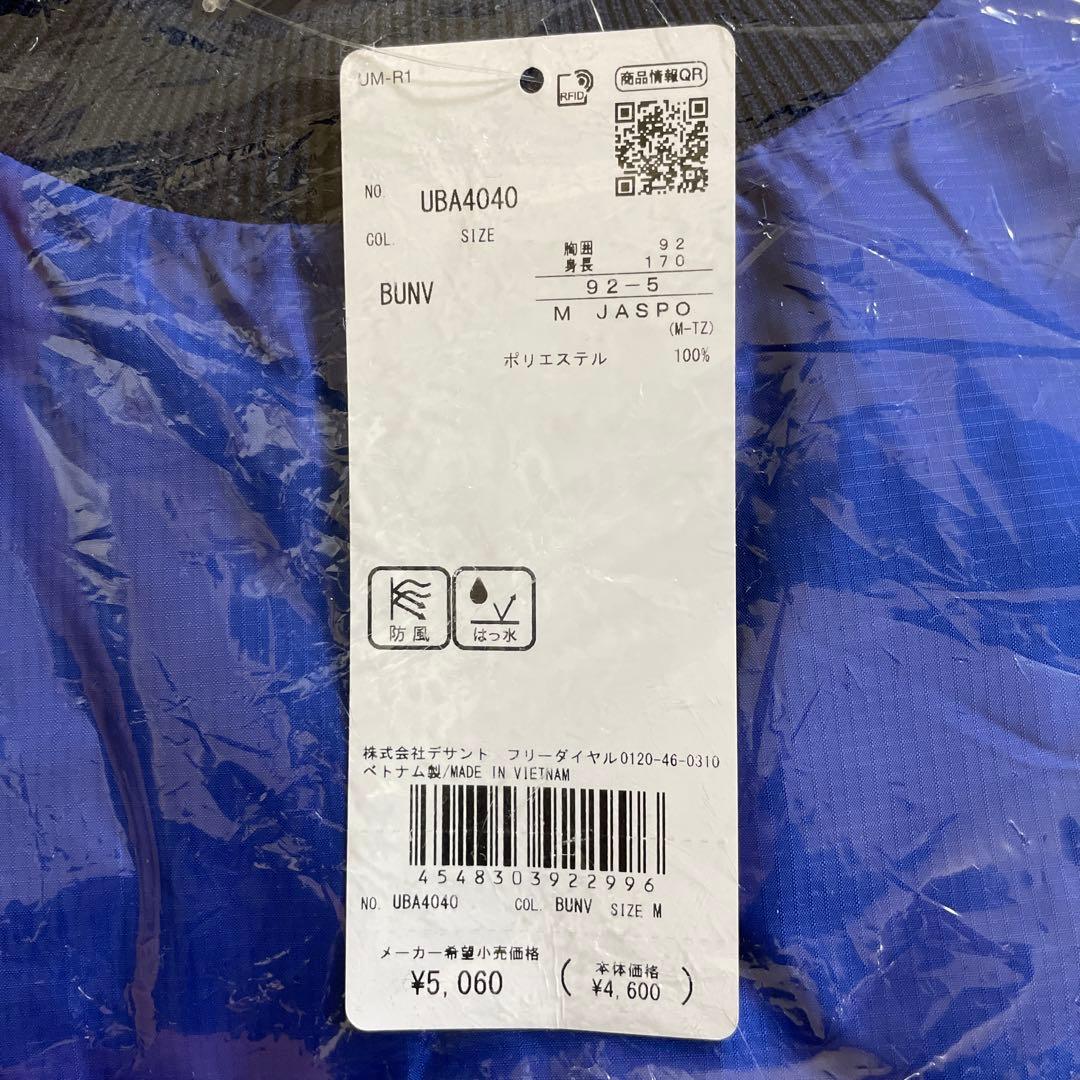 UM-R1
RFID
商品情報QR
NO. UBA4040
COL. SIZE
胸囲 92
身長 170
92-5
BUNV
M JASPO
(M-TZ)
ポリエステル 100%
防風 はっ水
株式会社デサント フリーダイヤル0120-46-0310
ベトナム製/MADE IN VIETNAM
4548303922996
NO. UBA4040 COL. BUNV SIZE M
メーカー希望小売価格
¥5,060 (本体価格 ¥4,600)